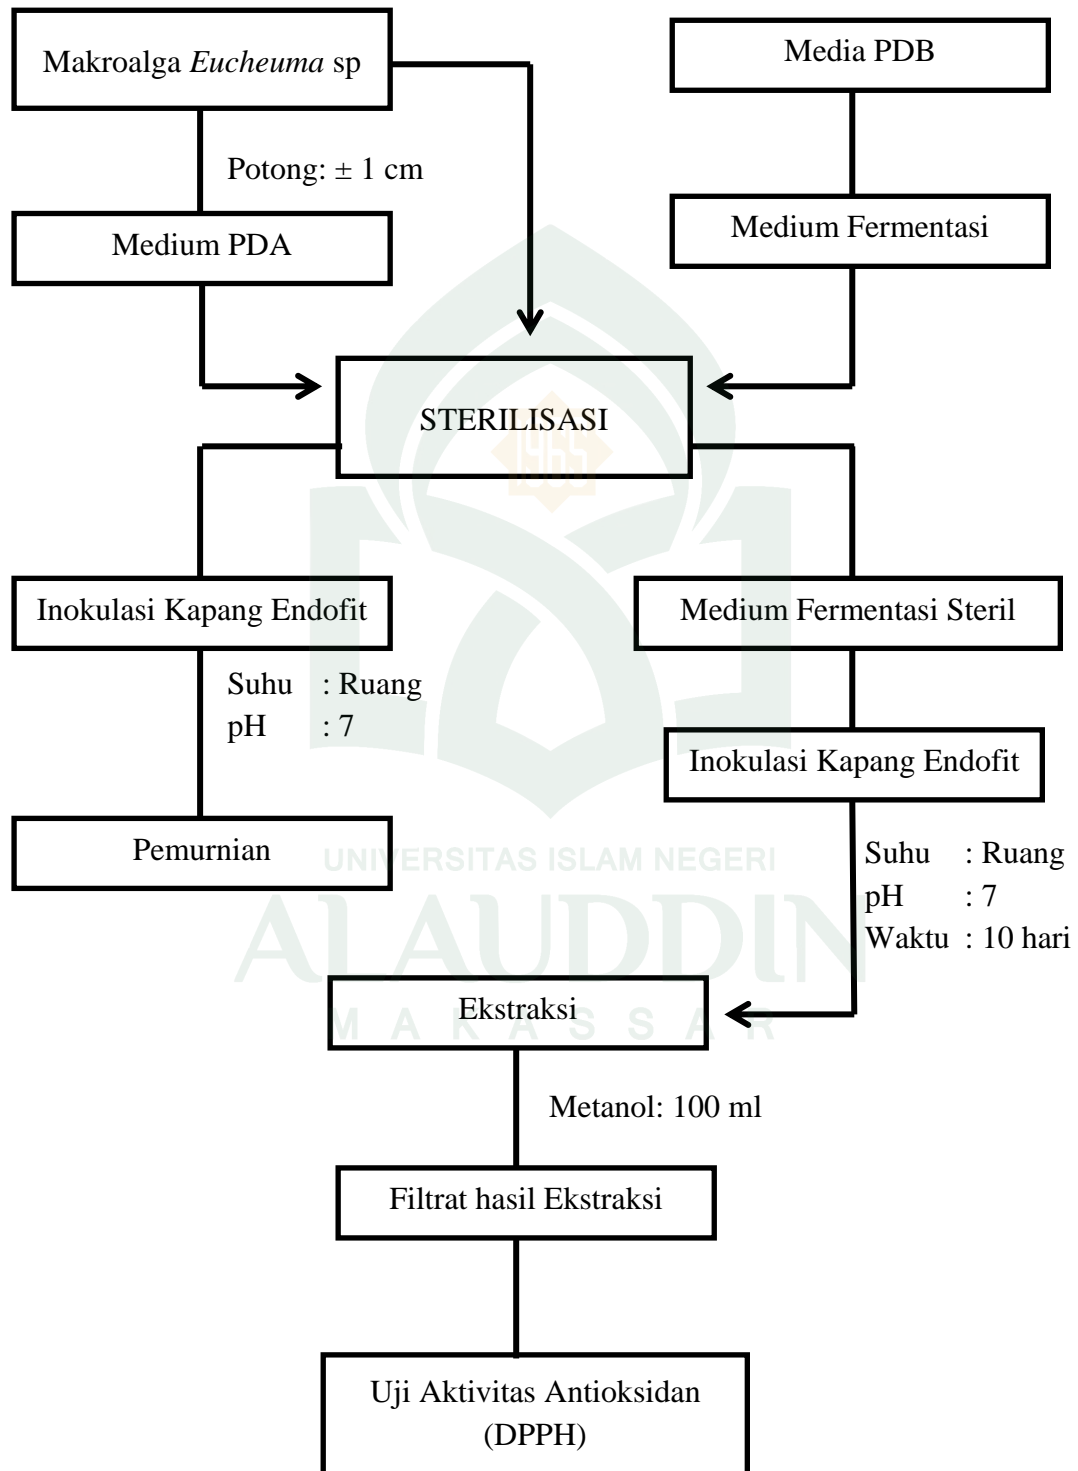 Makroalga Eucheuma sp
Media PDB
Potong: ± 1 cm
Medium PDA
Medium Fermentasi
STERILISASI
1965
Inokulasi Kapang Endofit
Medium Fermentasi Steril
Suhu : Ruang
pH : 7
Inokulasi Kapang Endofit
Pemurnian
Suhu : Ruang
pH : 7
Waktu : 10 hari
UNIVERSITAS ISLAM NEGERI
ALAUDDIN
MAKASSAR
Ekstraksi
Metanol: 100 ml
Filtrat hasil Ekstraksi
Uji Aktivitas Antioksidan
(DPPH)